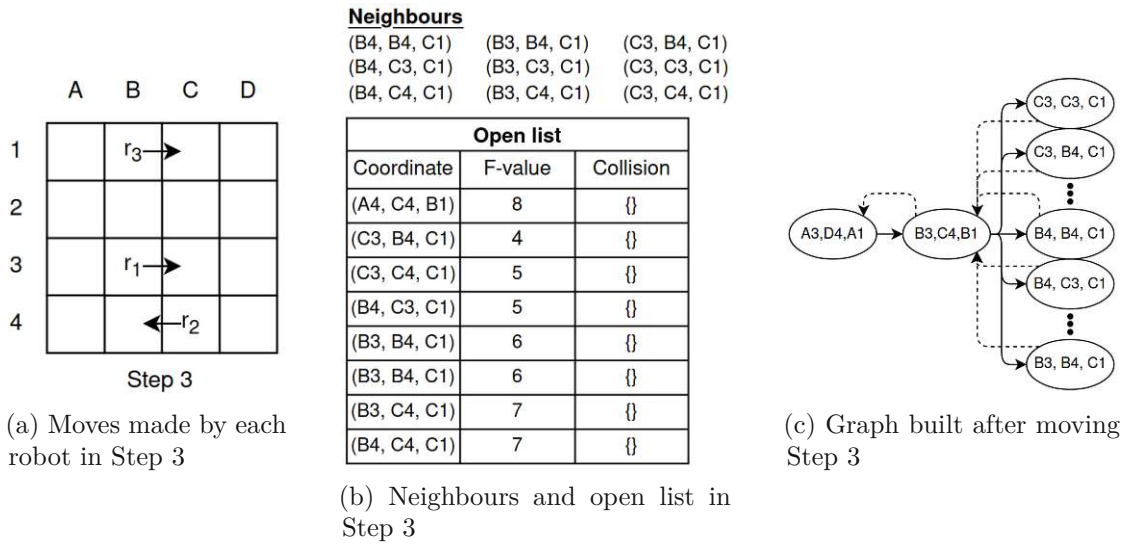 A B C D
1 r3
2
3 r1
4 r2
Step 3
(a) Moves made by each
robot in Step 3
Neighbours
(B4, B4, C1) (B3, B4, C1) (C3, B4, C1)
(B4, C3, C1) (B3, C3, C1) (C3, C3, C1)
(B4, C4, C1) (B3, C4, C1) (C3, C4, C1)
Open list
Coordinate F-value Collision
(A4, C4, B1) 8 {}
(C3, B4, C1) 4 {}
(C3, C4, C1) 5 {}
(B4, C3, C1) 5 {}
(B3, B4, C1) 6 {}
(B3, B4, C1) 6 {}
(B3, C4, C1) 7 {}
(B4, C4, C1) 7 {}
(b) Neighbours and open list in
Step 3
C3, C3, C1
C3, B4, C1
A3,D4,A1 B3,C4,B1 B4, B4, C1
B4, C3, C1
B3, B4, C1
(c) Graph built after moving
Step 3